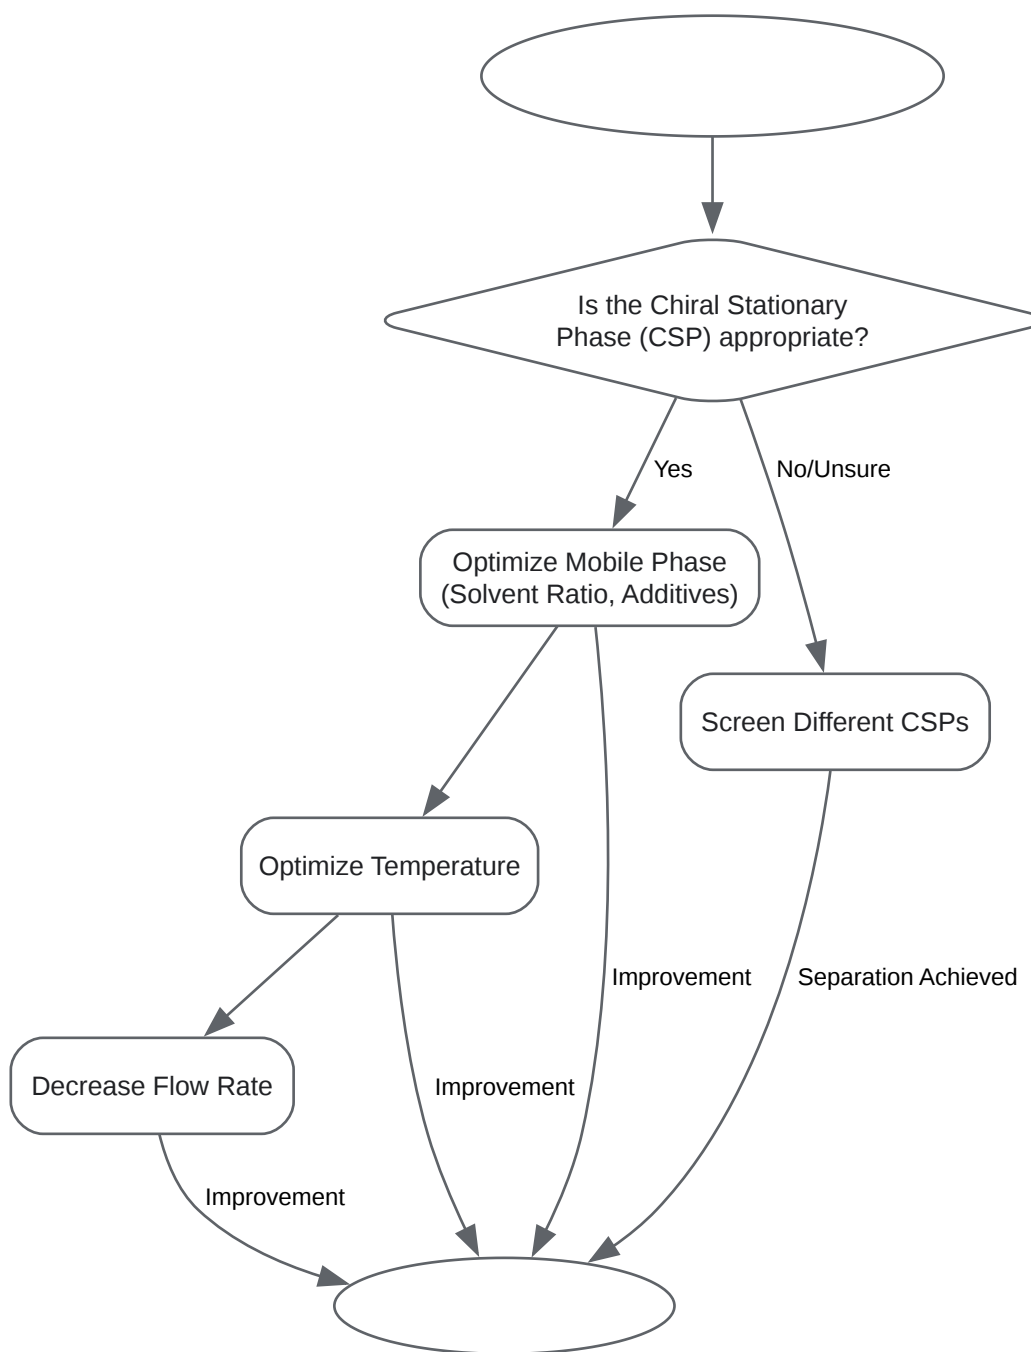 Is the Chiral Stationary
Phase (CSP) appropriate?
Yes
No/Unsure
Optimize Mobile Phase
(Solvent Ratio, Additives)
Screen Different CSPs
Optimize Temperature
Improvement
Separation Achieved
Decrease Flow Rate
Improvement
Improvement